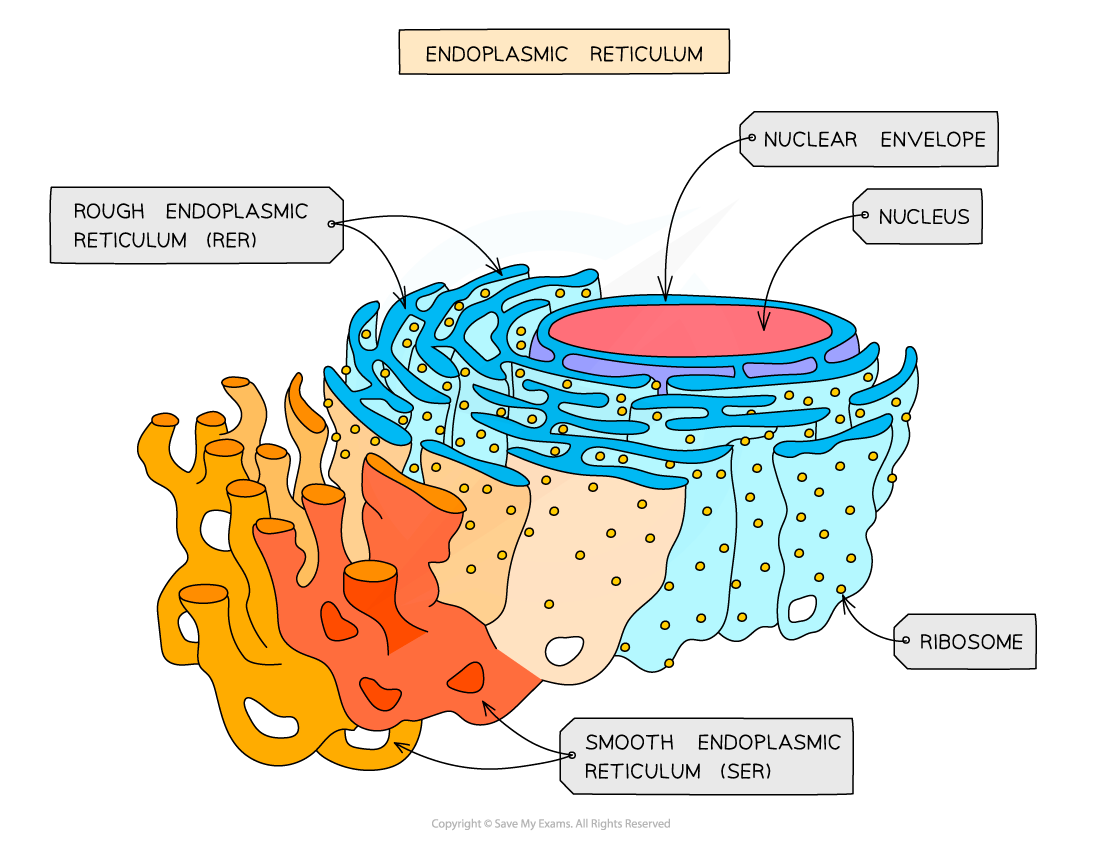 ENDOPLASMIC RETICULUM
NUCLEAR ENVELOPE
ROUGH ENDOPLASMIC
RETICULUM (RER)
NUCLEUS
RIBOSOME
SMOOTH ENDOPLASMIC
RETICULUM (SER)
Copyright © Save My Exams. All Rights Reserved